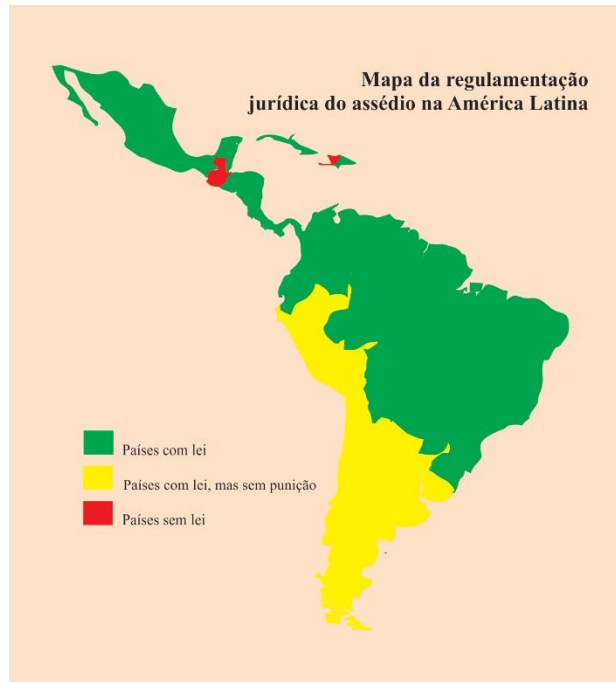 Mapa da regulamentação
jurídica do assédio na América Latina
Países com lei
Países com lei, mas sem punição
Países sem lei